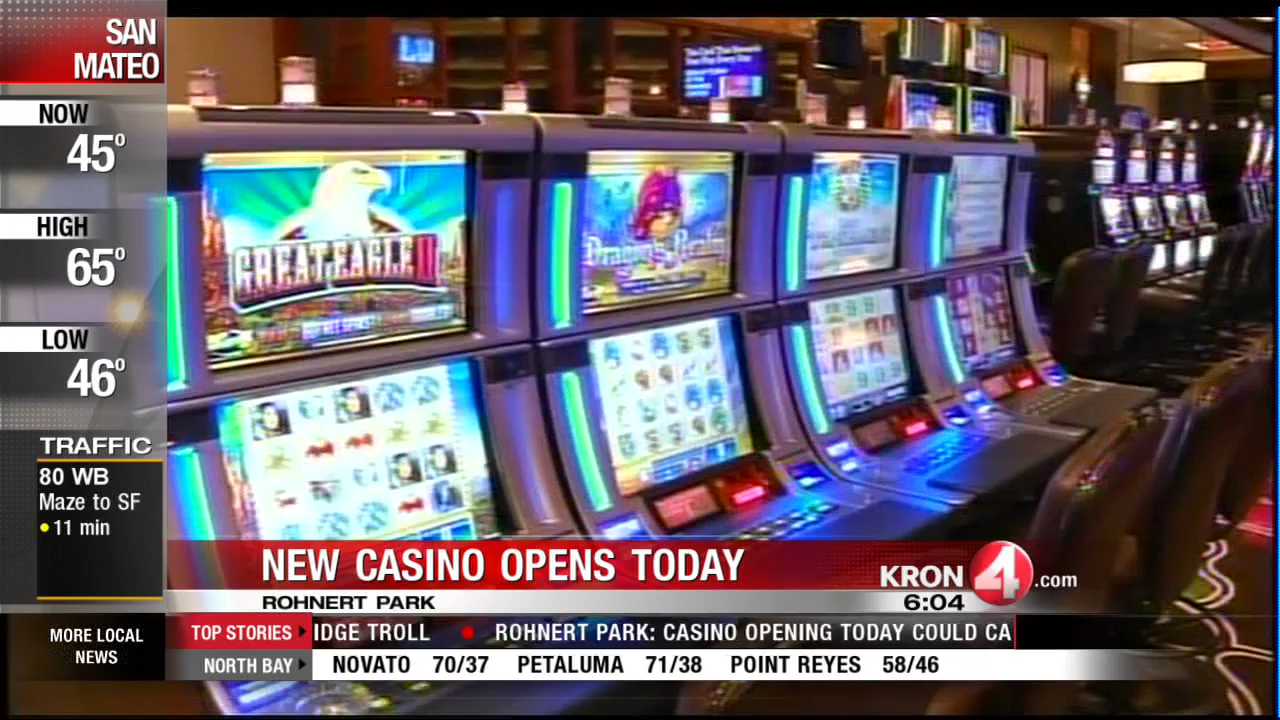 SAN
MATEO
NOW
45°
HIGH
65°
LOW
46°
TRAFFIC
80 WB
Maze to SF
11 min
MORE LOCAL
NEWS
GREAT EAGLE II
Dragon's Realm
NEW CASINO OPENS TODAY
ROHNERT PARK
KRON 4.com
6:04
TOP STORIES IDGE TROLL • ROHNERT PARK: CASINO OPENING TODAY COULD CA
NORTH BAY NOVATO 70/37 PETALUMA 71/38 POINT REYES 58/46